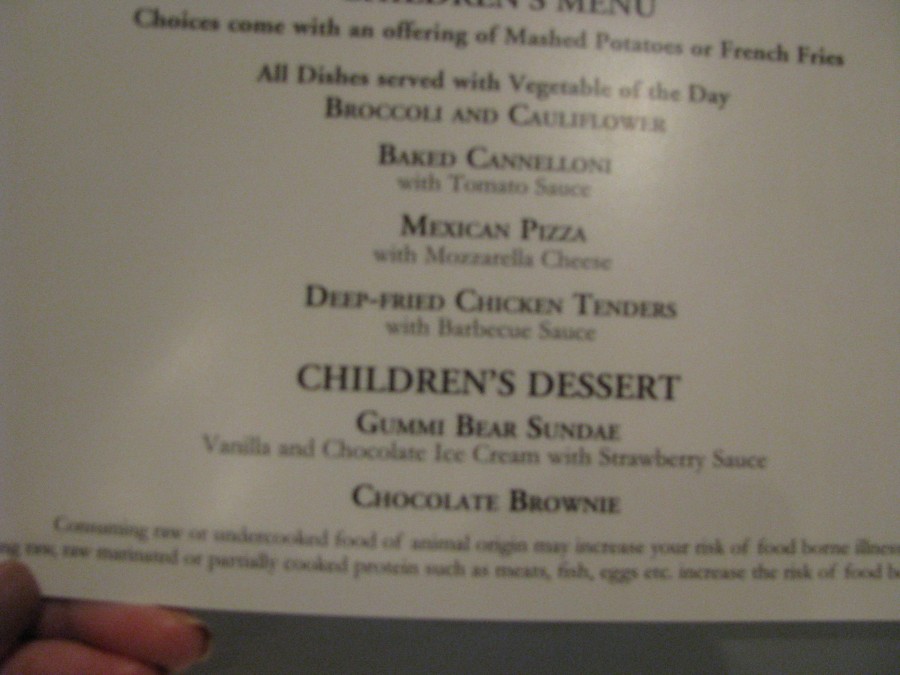 CHILDREN'S MENU
Choices come with an offering of Mashed Potatoes or French Fries
All Dishes served with Vegetable of the Day
BROCCOLI AND CAULIFLOWER
BAKED CANNELLONI
with Tomato Sauce
MEXICAN PIZZA
with Mozzarella Cheese
DEEP-FRIED CHICKEN TENDERS
with Barbecue Sauce
CHILDREN'S DESSERT
GUMMI BEAR SUNDAE
Vanilla and Chocolate Ice Cream with Strawberry Sauce
CHOCOLATE BROWNIE
Consuming raw or undercooked food of animal origin may increase your risk of food borne illness
raw, raw marinated or partially cooked protein such as meats, fish, eggs etc. increase the risk of food